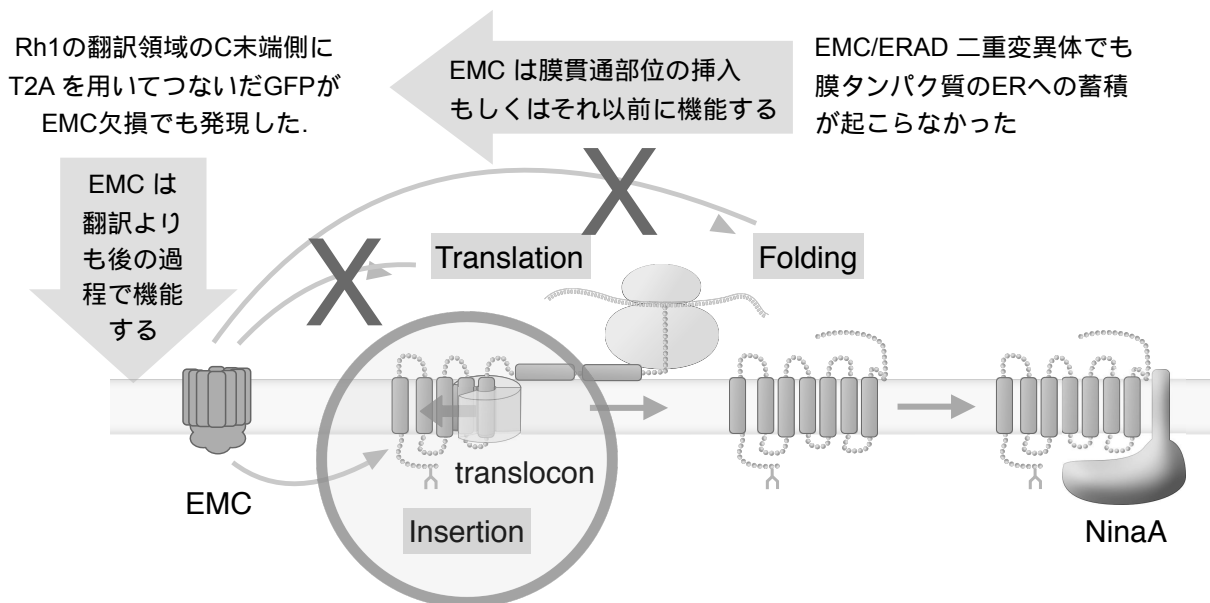 Rh1の翻訳領域のC末端側に
T2A を用いてつないだGFPが
EMC欠損でも発現した.
EMC は膜貫通部位の挿入
もしくはそれ以前に機能する
EMC/ERAD 二重変異体でも
膜タンパク質のERへの蓄積
が起こらなかった
EMC は
翻訳より
も後の過
程で機能
する
X
X
Translation
Folding
EMC
translocon
Insertion
NinaA